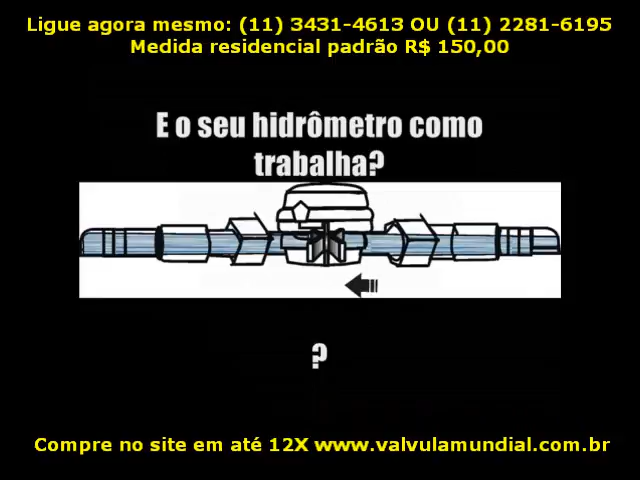 Ligue agora mesmo: (11) 3431-4613 OU (11) 2281-6195
Medida residencial padrão R$ 150,00
E o seu hidrômetro como
trabalha?
?
Compre no site em até 12X www.valvulamundial.com.br